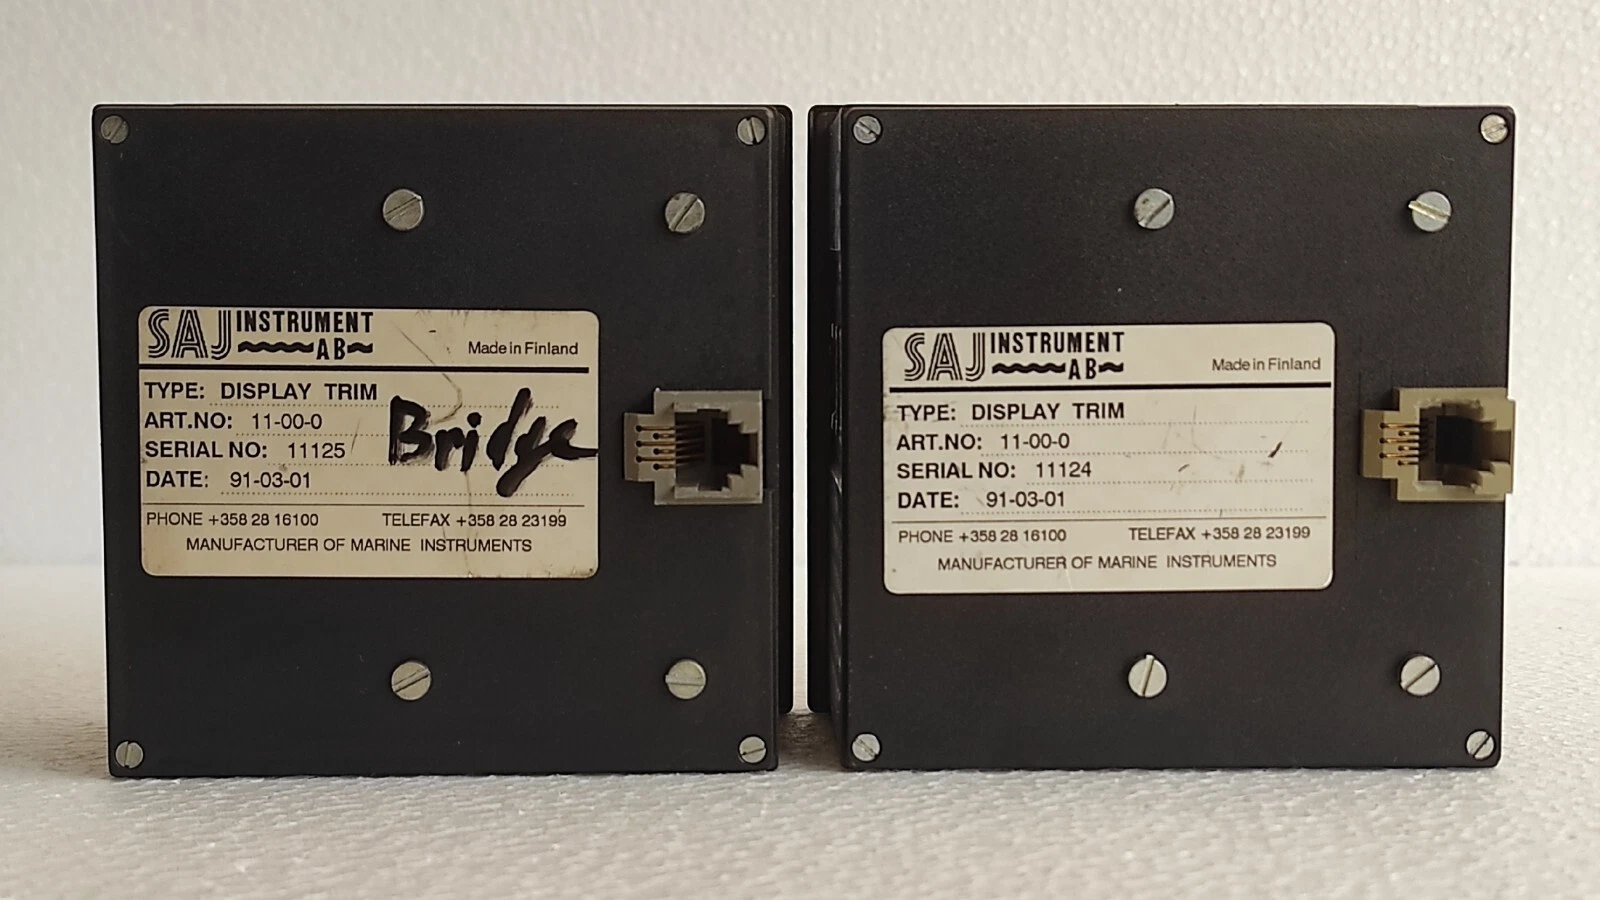 SAJ INSTRUMENT AB
Made in Finland
TYPE: DISPLAY TRIM
ART.NO: 11-00-0
SERIAL NO: 11125
DATE: 91-03-01
Bridge
PHONE +358 28 16100 TELEFAX +358 28 23199
MANUFACTURER OF MARINE INSTRUMENTS
SAJ INSTRUMENT AB
Made in Finland
TYPE: DISPLAY TRIM
ART.NO: 11-00-0
SERIAL NO: 11124
DATE: 91-03-01
PHONE +358 28 16100 TELEFAX +358 28 23199
MANUFACTURER OF MARINE INSTRUMENTS